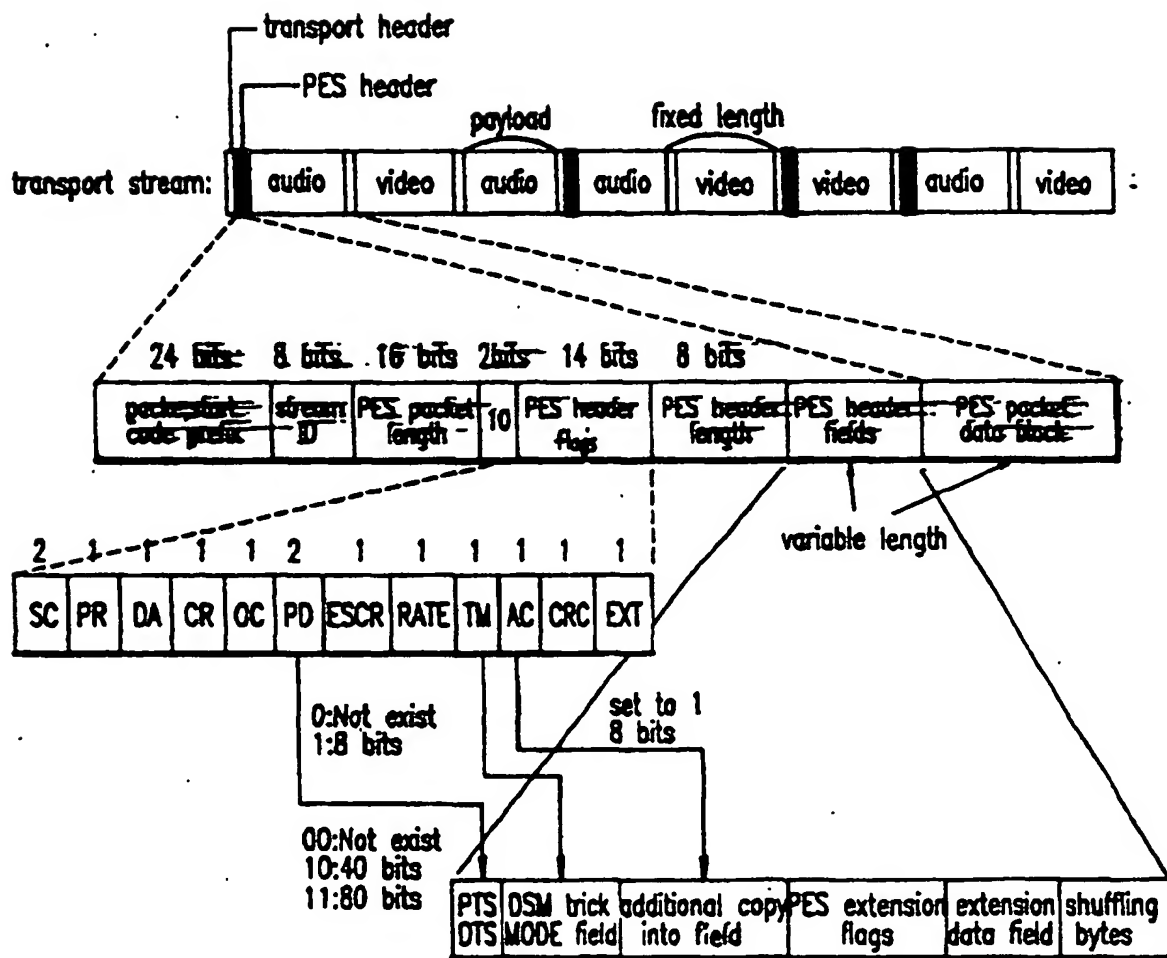 transport header
PES header
payload
fixed length
transport stream:
audio
video
audio
audio
video
video
audio
video
24 bits
8 bits
16 bits
2bits
14 bits
8 bits
packet start
code prefix
stream
ID
PES packet
length
10
PES header
flags
PES header
length
PES header
fields
PES packet
data block
variable length
2 1 1 1 1 2 1 1 1 1 1 1
SC PR DA CR OC PD ESCR RATE TM AC CRC EXT
0:Not exist
1:8 bits
set to 1
8 bits
00:Not exist
10:40 bits
11:80 bits
PTS
DTS
DSM trick
MODE field
additional copy
into field
PES extension
flags
extension
data field
shuffling
bytes